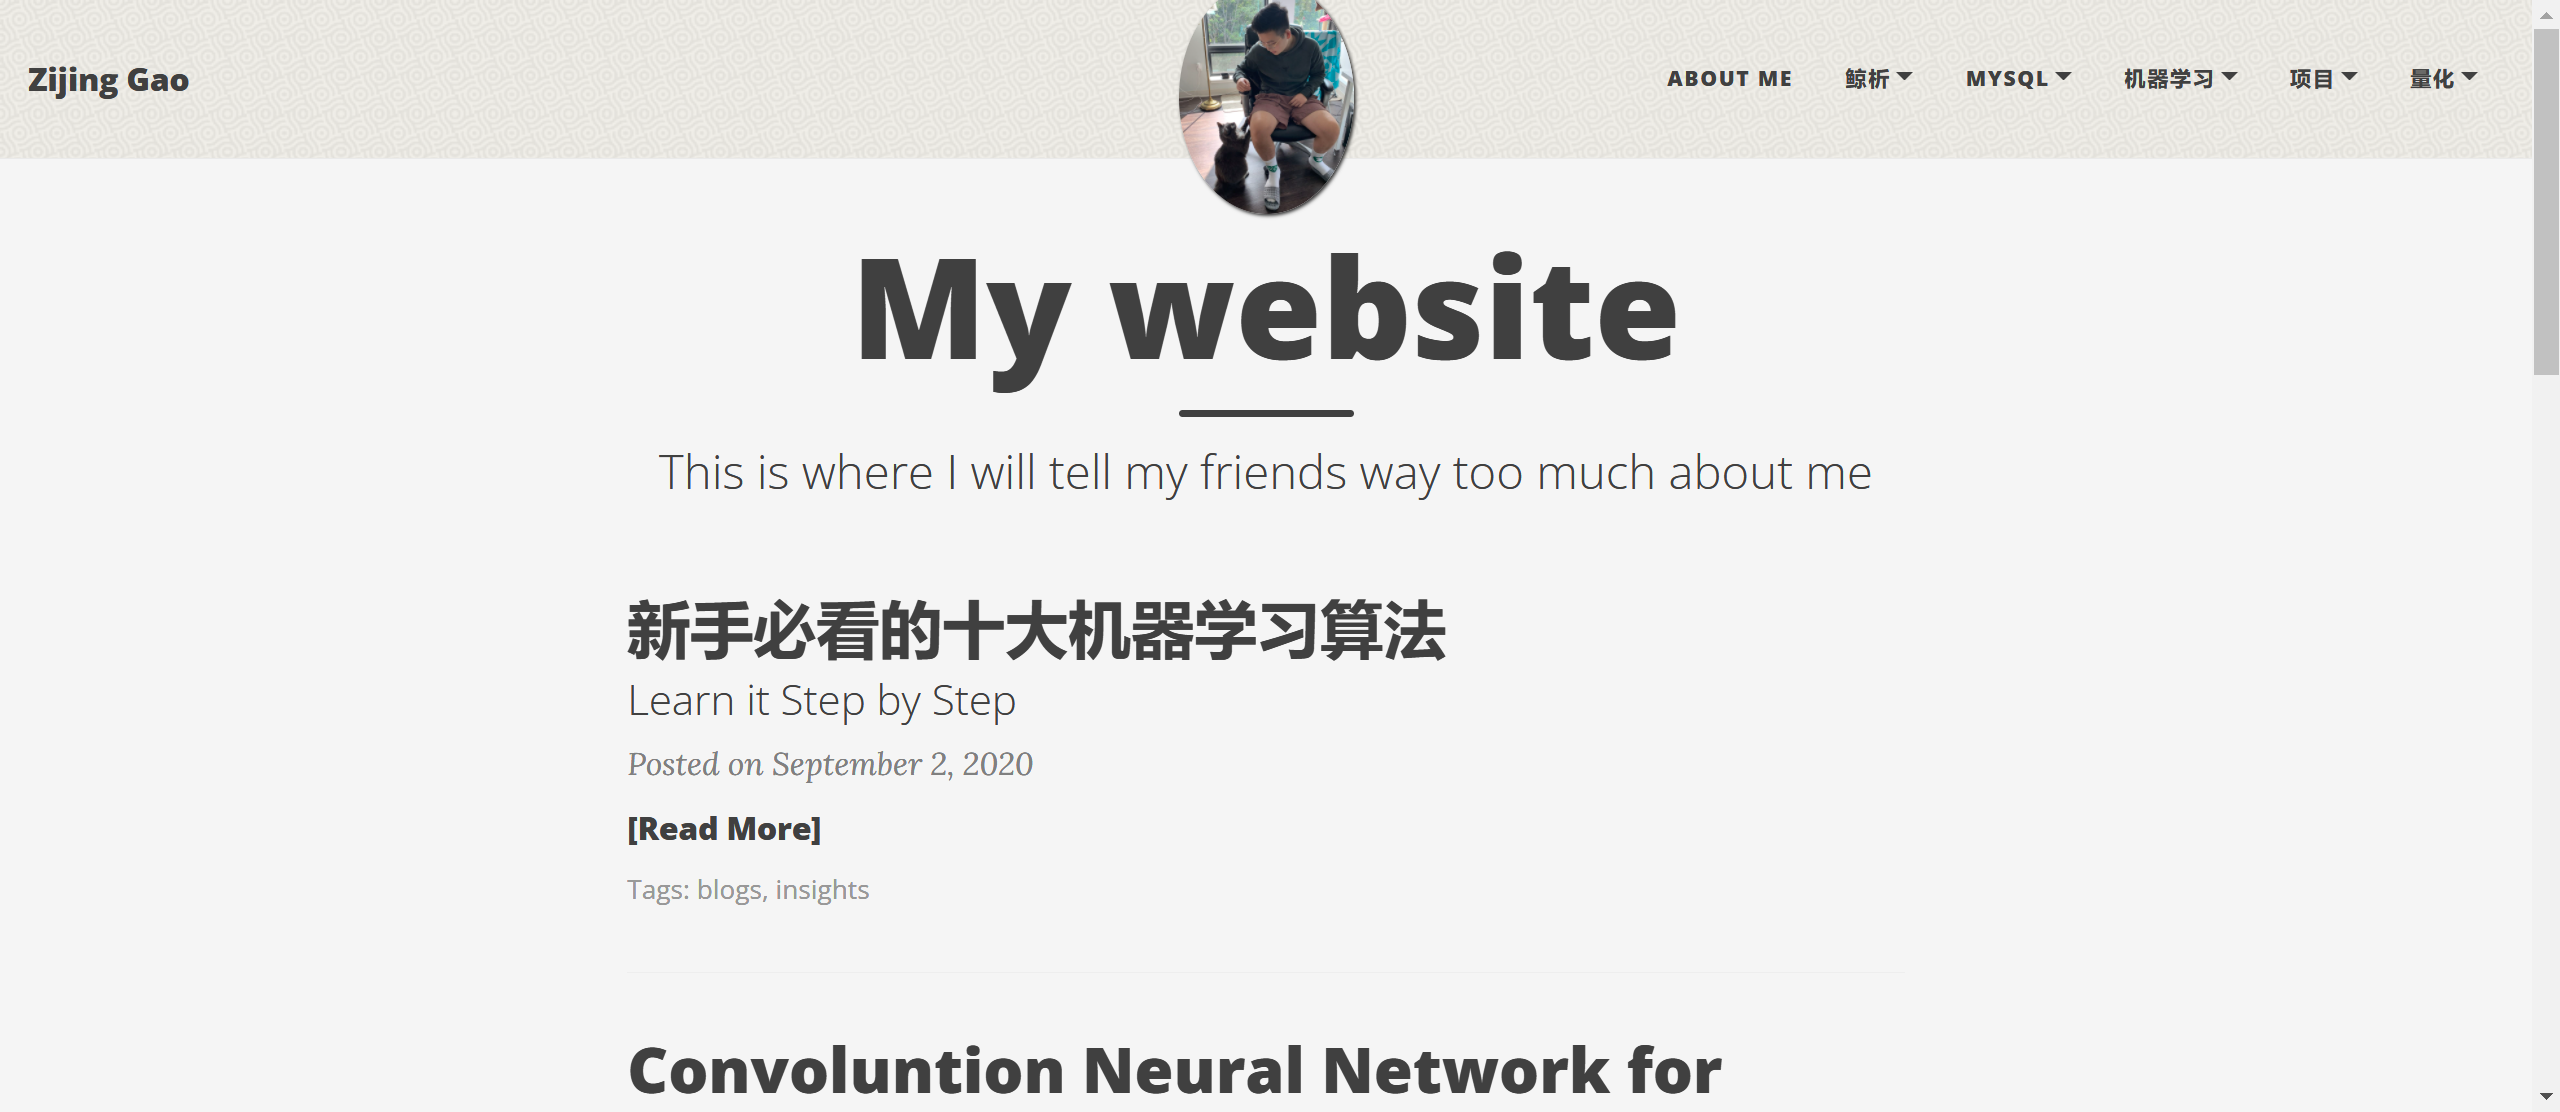 Zijing Gao
ABOUT ME 鲸析 MYSQL 机器学习 项目 量化
My website
This is where I will tell my friends way too much about me
新手必看的十大机器学习算法
Learn it Step by Step
Posted on September 2, 2020
[Read More]
Tags: blogs, insights
Convoluntion Neural Network for